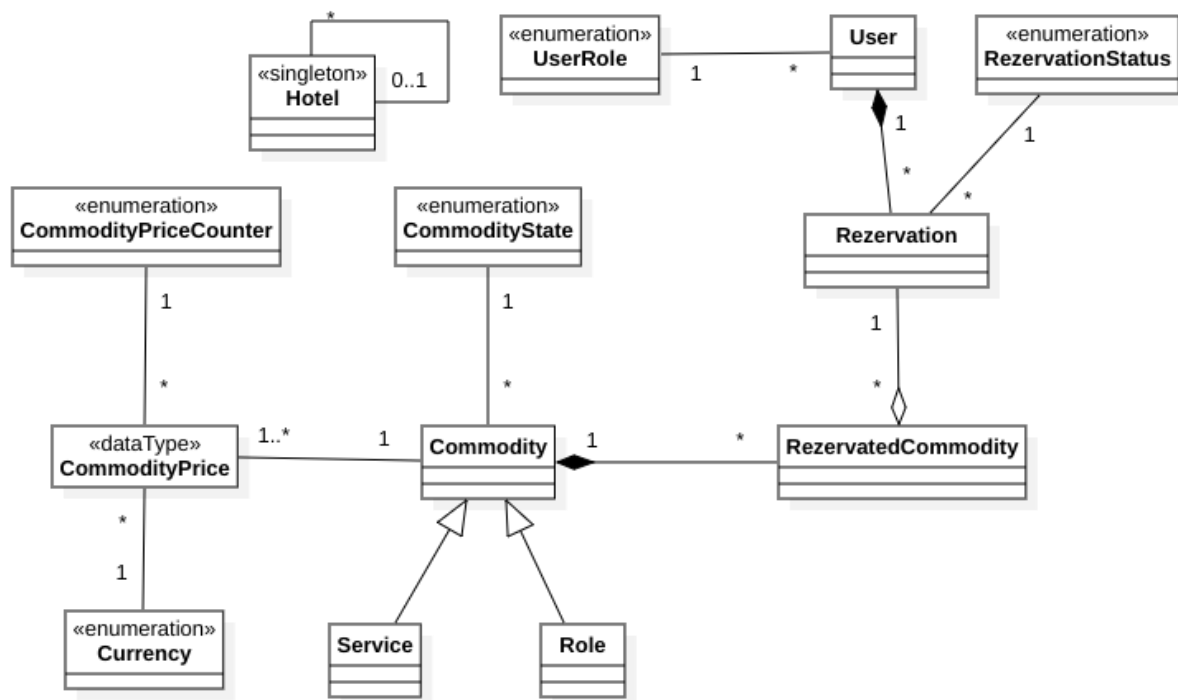 *
«singleton»
Hotel
0..1
«enumeration»
UserRole
1
*
User
«enumeration»
RezervationStatus
1
1
*
*
Rezervation
«enumeration»
CommodityPriceCounter
«enumeration»
CommodityState
1
1
1
*
*
*
«dataType»
CommodityPrice
1..*
1
Commodity
1
*
RezervatedCommodity
*
1
«enumeration»
Currency
Service
Role